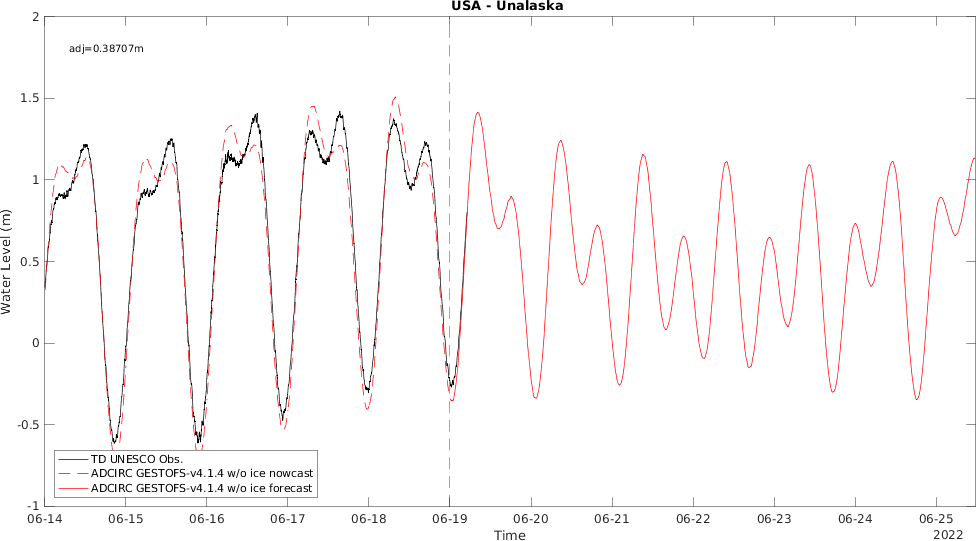 USA - Unalaska
2
adj=0.38707m
1.5
1
0.5
0
-0.5
-1
Water Level (m)
TD UNESCO Obs.
ADCIRC GESTOFS-v4.1.4 w/o ice nowcast
ADCIRC GESTOFS-v4.1.4 w/o ice forecast
06-14 06-15 06-16 06-17 06-18 06-19 06-20 06-21 06-22 06-23 06-24 06-25
Time
2022